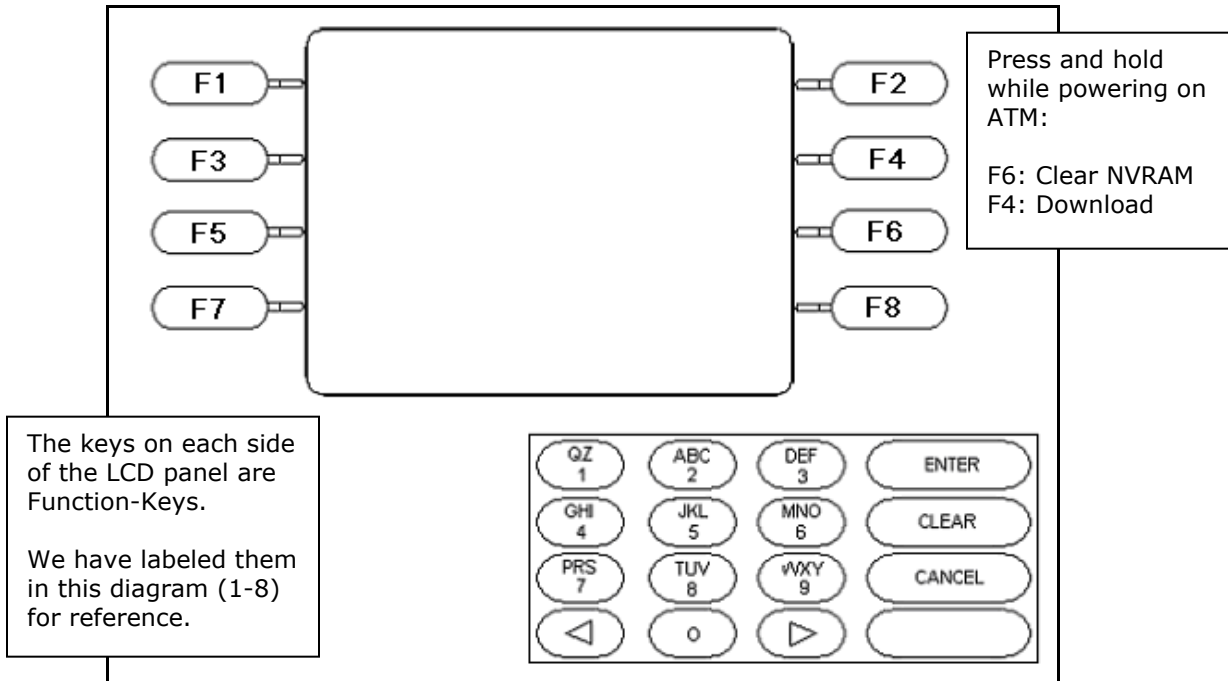 F1
F2
F3
F4
F5
F6
F7
F8
Press and hold
while powering on
ATM:
F6: Clear NVRAM
F4: Download
The keys on each side
of the LCD panel are
Function-Keys.
We have labeled them
in this diagram (1-8)
for reference.
QZ
1
ABC
2
DEF
3
ENTER
GHI
4
JKL
5
MNO
6
CLEAR
PRS
7
TUV
8
WXY
9
CANCEL
0